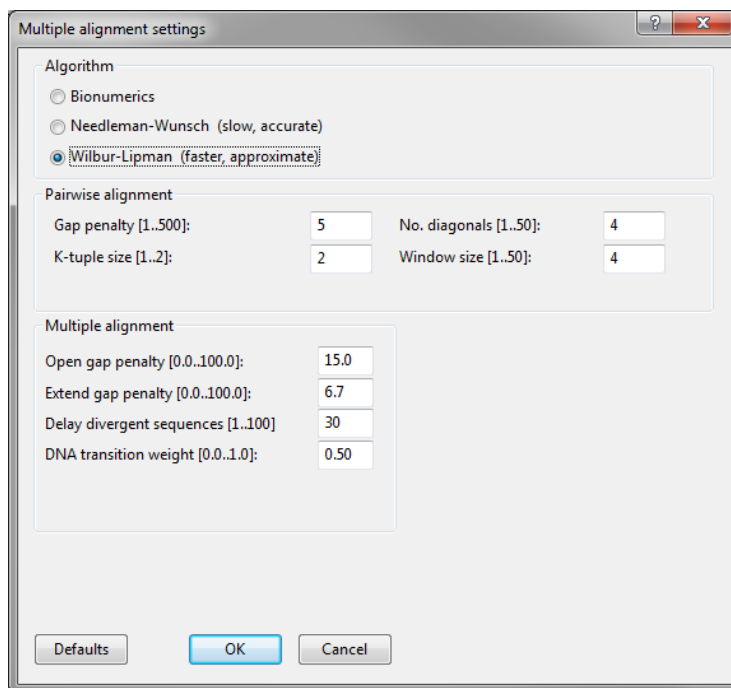 Multiple alignment settings
Algorithm
Bionumerics
Needleman-Wunsch (slow, accurate)
Wilbur-Lipman (faster, approximate)
Pairwise alignment
Gap penalty [1..500]: 5 No. diagonals [1..50]: 4
K-tuple size [1..2]: 2 Window size [1..50]: 4
Multiple alignment
Open gap penalty [0.0..100.0]: 15.0
Extend gap penalty [0.0..100.0]: 6.7
Delay divergent sequences [1..100] 30
DNA transition weight [0.0..1.0]: 0.50
Defaults OK Cancel